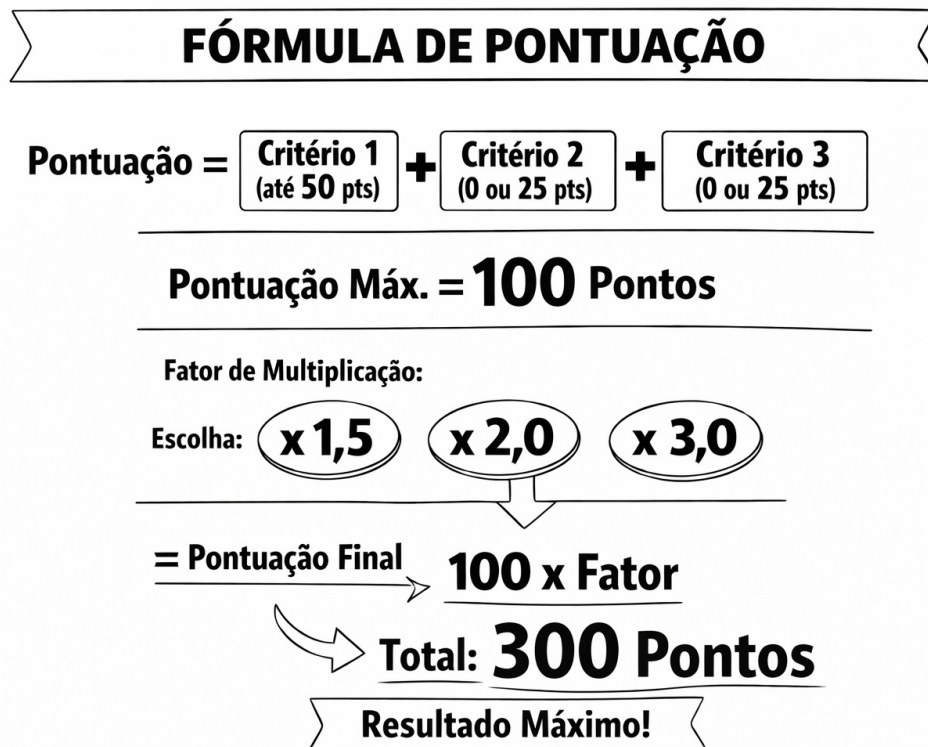 FÓRMULA DE PONTUAÇÃO
Pontuação = Critério 1 + Critério 2 + Critério 3
(até 50 pts) (0 ou 25 pts) (0 ou 25 pts)
Pontuação Máx. = 100 Pontos
Fator de Multiplicação:
Escolha: x 1,5 x 2,0 x 3,0
= Pontuação Final 100 x Fator
Total: 300 Pontos
Resultado Máximo!